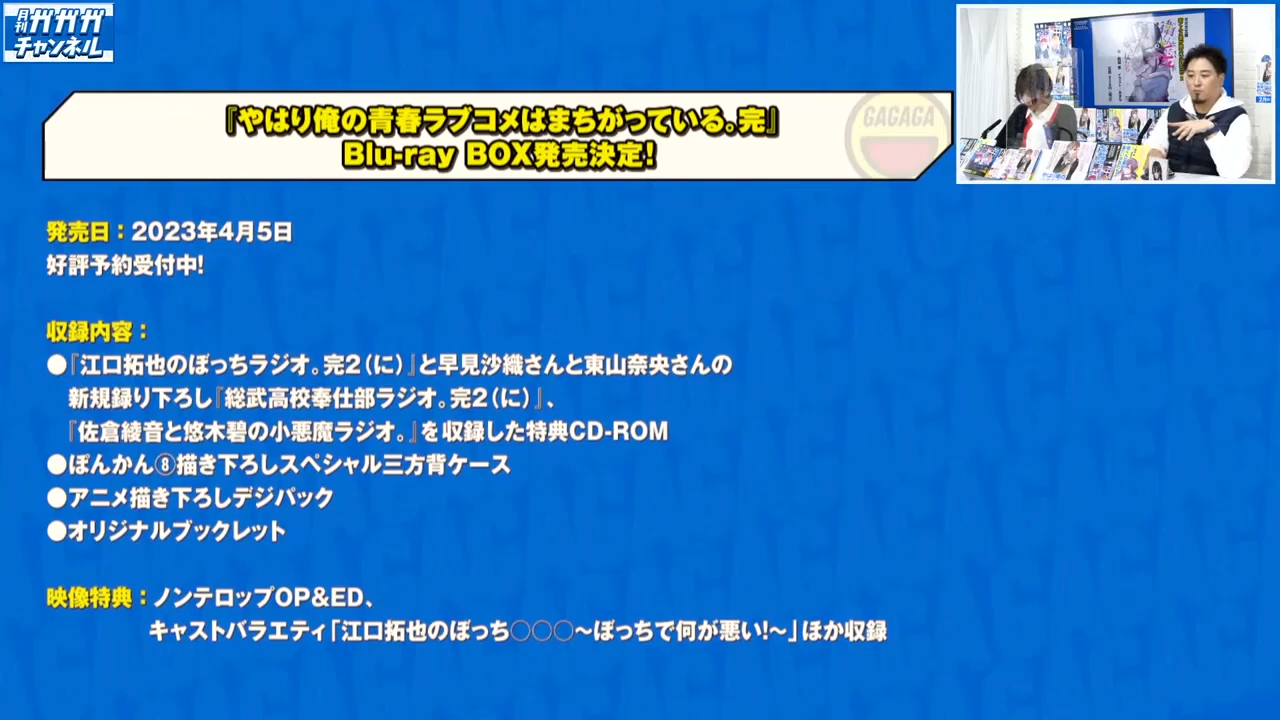 月刊ガガガ
チャンネル
GAGAGA
『やはり俺の青春ラブコメはまちがっている。完』
Blu-ray BOX発売決定!
発売日：2023年4月5日
好評予約受付中!
収録内容：
●『江口拓也のぼっちラジオ。完2(に)』と早見沙織さんと東山奈央さんの
新規録り下ろし『総武高校奉仕部ラジオ。完2(に)』、
『佐倉綾音と悠木碧の小悪魔ラジオ。』を収録した特典CD-ROM
●ぽんかん⑧描き下ろしスペシャル三方背ケース
●アニメ描き下ろしデジパック
●オリジナルブックレット
映像特典：ノンテロップOP&ED、
キャストバラエティ「江口拓也のぼっち○○○～ぼっちで何が悪い!～」ほか収録